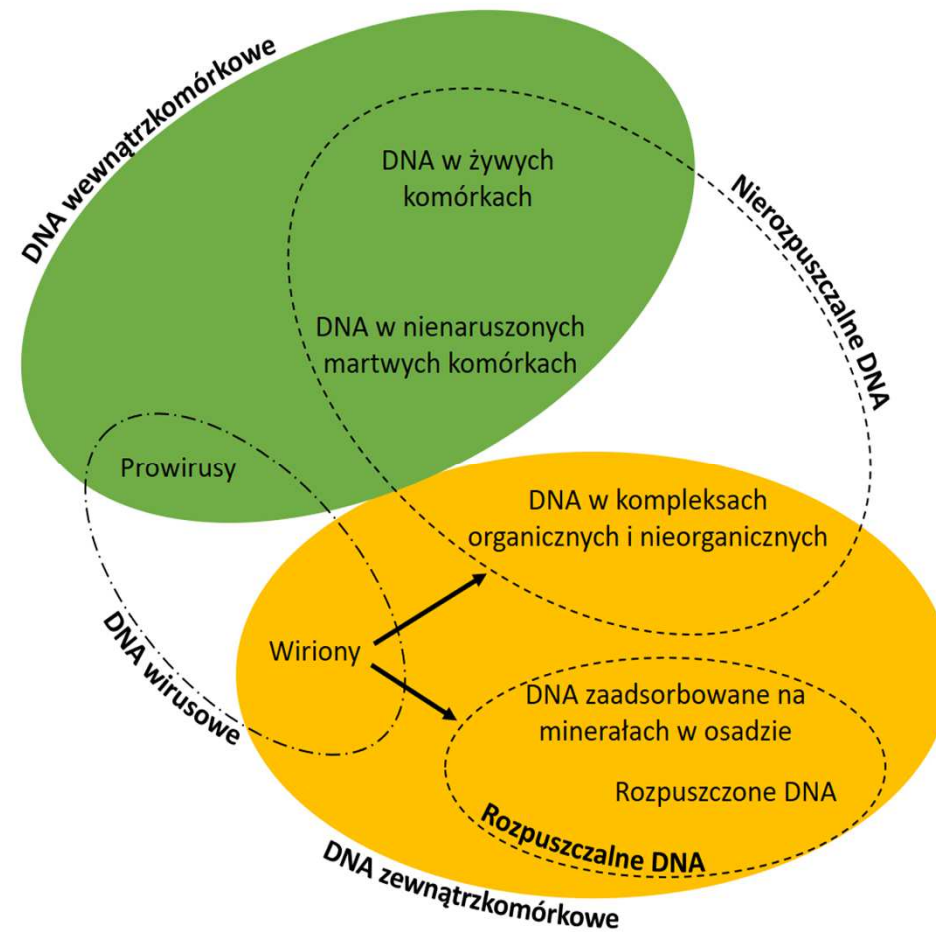 DNA wewnątrzkomórkowe
DNA w żywych
komórkach
Nierozpuszczalne DNA
DNA w nienaruszonych
martwych komórkach
Prowirusy
DNA w kompleksach
organicznych i nieorganicznych
DNA wirusowe
Wiriony
DNA zaadsorbowane na
minerałach w osadzie
Rozpuszczone DNA
Rozpuszczalne DNA
DNA zewnątrzkomórkowe